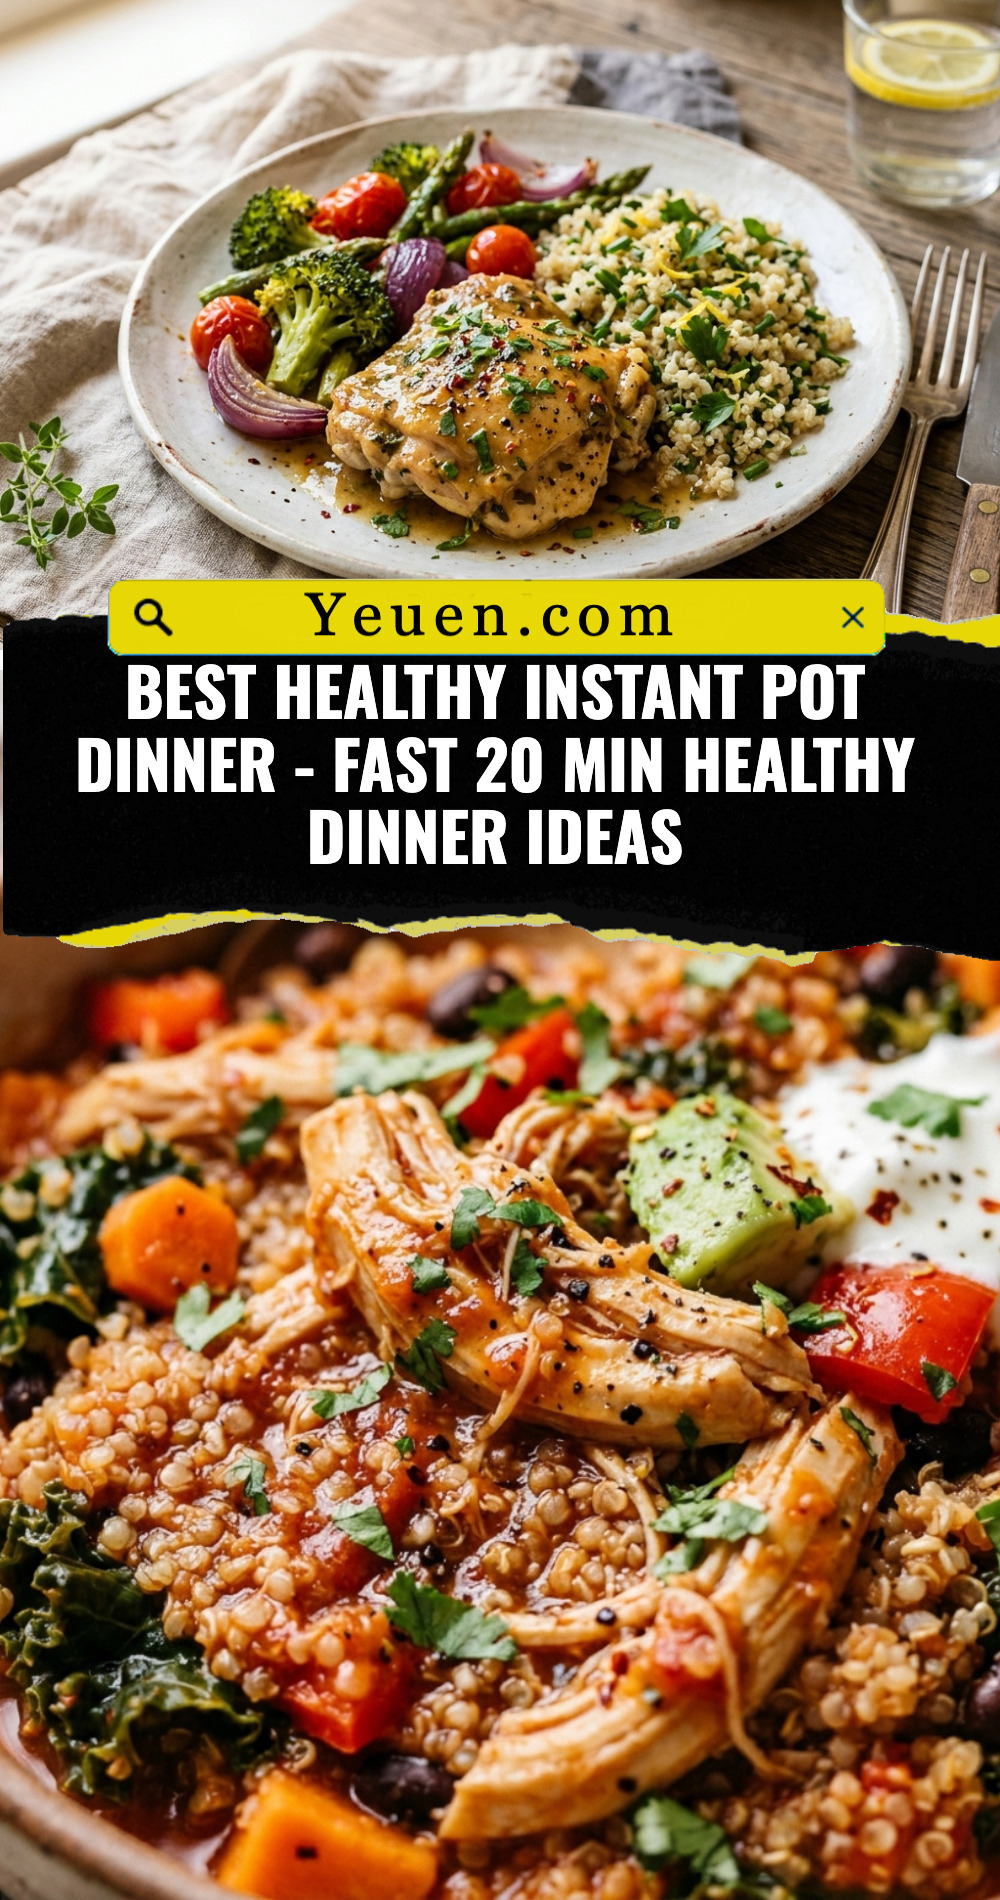 Yeuen.com
BEST HEALTHY INSTANT POT
DINNER - FAST 20 MIN HEALTHY
DINNER IDEAS